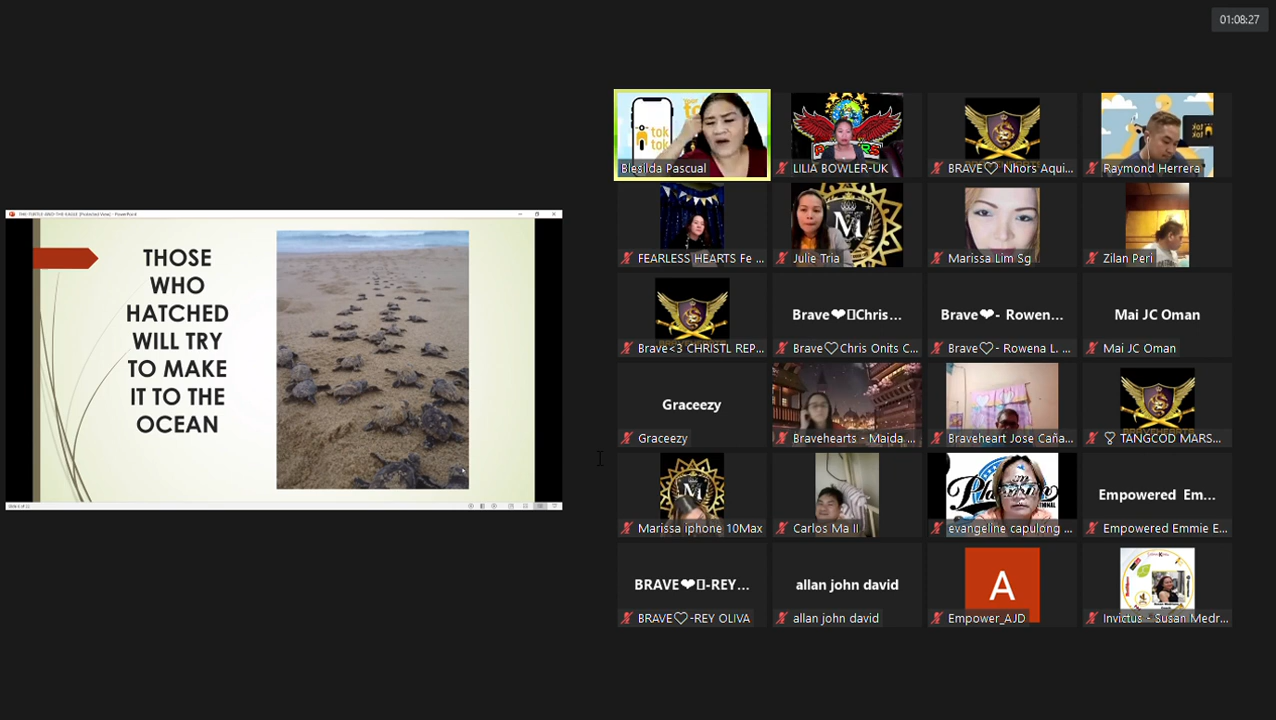 01:08:27
THOSE
WHO
HATCHED
WILL TRY
TO MAKE
IT TO THE
OCEAN
tok
Blesilda Pascual
LILIA BOWLER-UK
BRAVE♡ Nhors Aqui...
Raymond Herrera
FEARLESS HEARTS Fe ...
M
Julie Tria
Marissa Lim Sg
Zilan Peri
Brave<3 CHRISTL REP...
Brave❤▯Chris...
Brave♡Chris Onits C...
Brave❤- Rowen...
Brave♡- Rowena L. ...
Mai JC Oman
Mai JC Oman
Graceezy
Graceezy
Bravehearts - Maida ...
Braveheart Jose Caña...
TANGCOD MARS...
M
Marissa iphone 10Max
Carlos Ma II
evangeline capulong ...
Empowered Em...
Empowered Emmie E...
BRAVE❤▯-REY...
BRAVE♡-REY OLIVA
allan john david
allan john david
A
Empower_AJD
Invictus - Susan Medr...